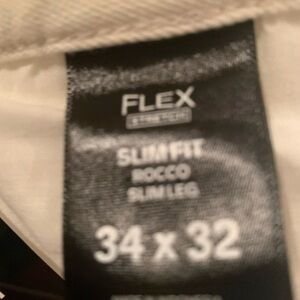 FLEX
STRETCH
SLIM FIT
ROCCO
SLIM LEG
34 x 32